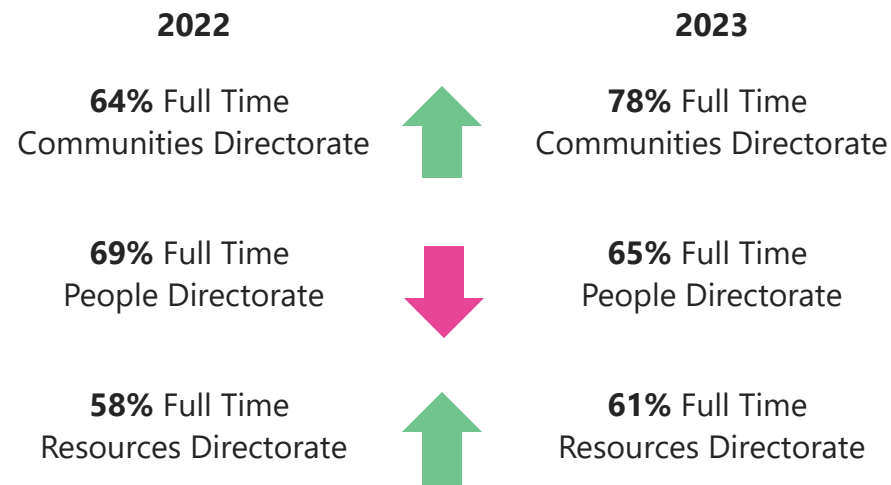 2022
2023
64% Full Time
Communities Directorate
78% Full Time
Communities Directorate
69% Full Time
People Directorate
65% Full Time
People Directorate
58% Full Time
Resources Directorate
61% Full Time
Resources Directorate